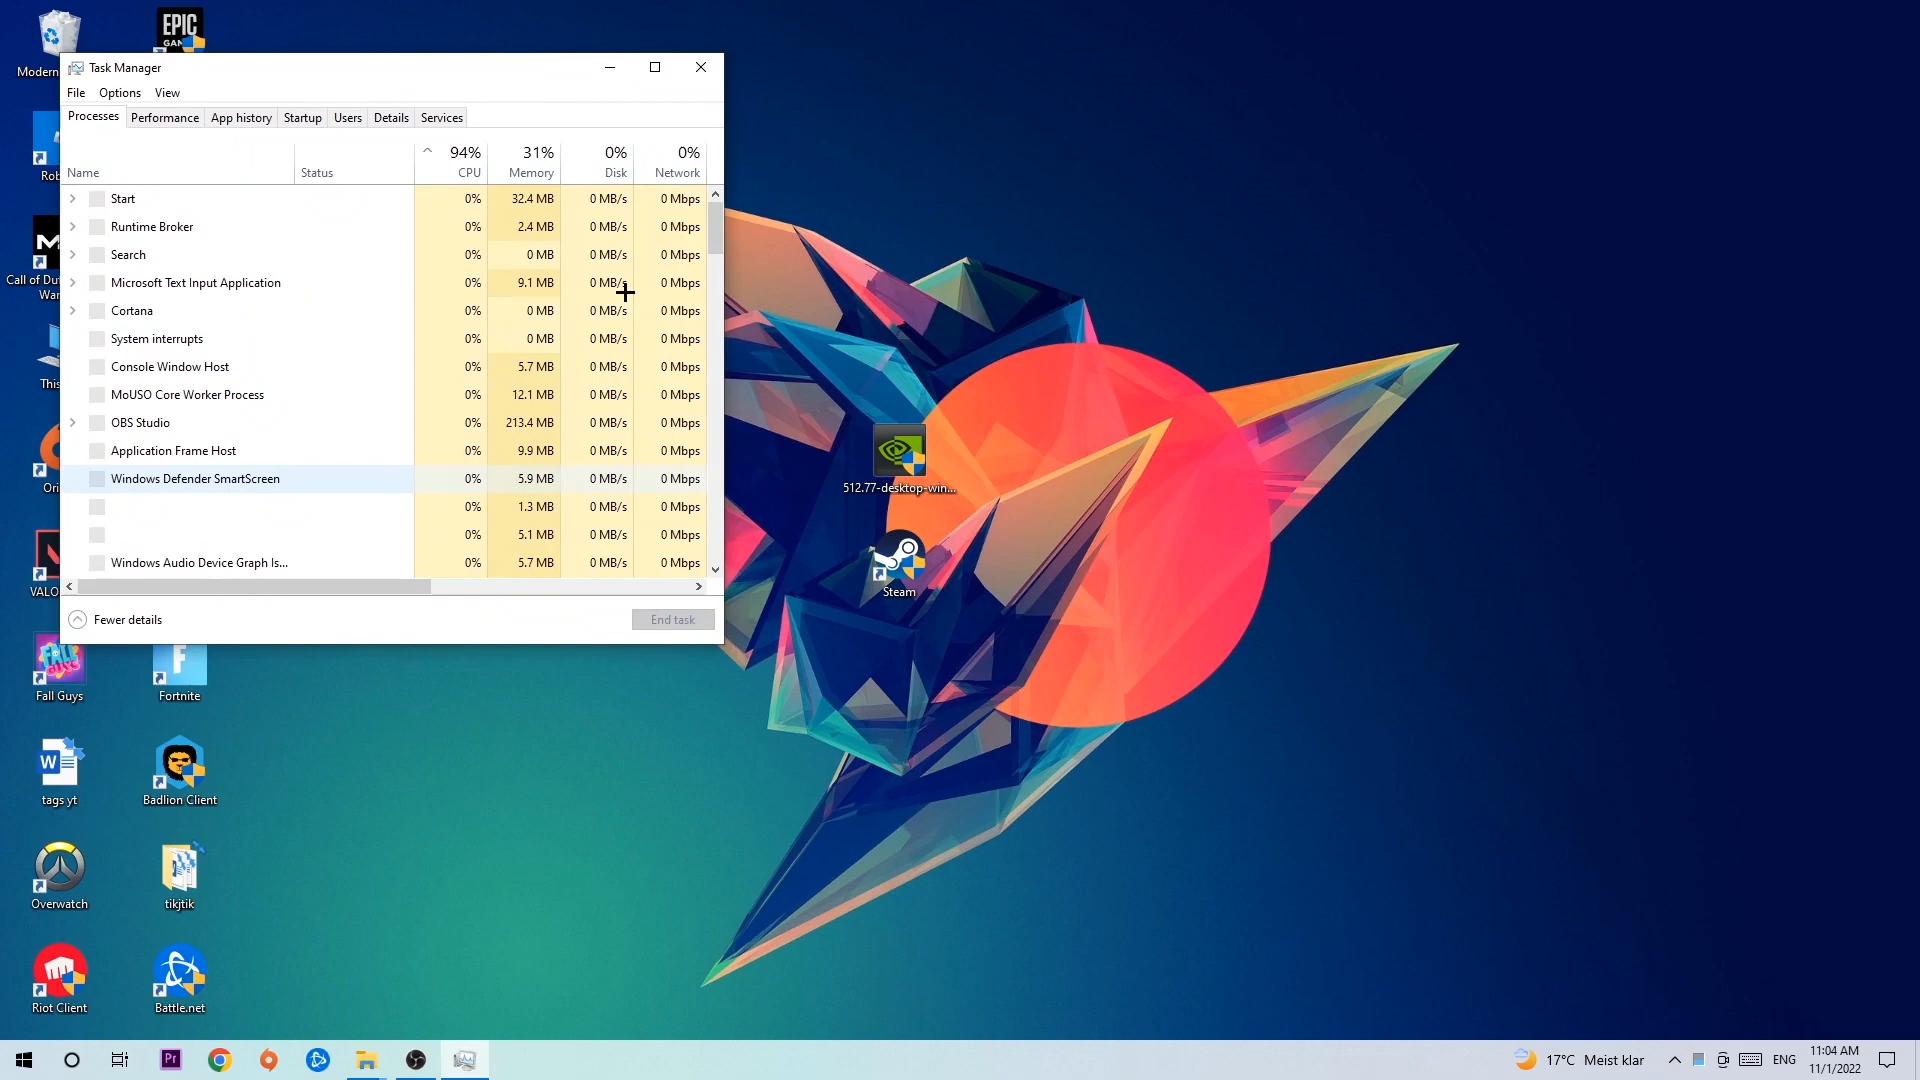 Task Manager
File Options View
Processes Performance App history Startup Users Details Services
94% 31% 0% 0%
Name Status CPU Memory Disk Network
Start 0% 32.4 MB 0 MB/s 0 Mbps
Runtime Broker 0% 2.4 MB 0 MB/s 0 Mbps
Search 0% 0 MB 0 MB/s 0 Mbps
Microsoft Text Input Application 0% 9.1 MB 0 MB/s 0 Mbps
Cortana 0% 0 MB 0 MB/s 0 Mbps
System interrupts 0% 0 MB 0 MB/s 0 Mbps
Console Window Host 0% 5.7 MB 0 MB/s 0 Mbps
MoUSO Core Worker Process 0% 12.1 MB 0 MB/s 0 Mbps
OBS Studio 0% 213.4 MB 0 MB/s 0 Mbps
Application Frame Host 0% 9.9 MB 0 MB/s 0 Mbps
Windows Defender SmartScreen 0% 5.9 MB 0 MB/s 0 Mbps
0% 1.3 MB 0 MB/s 0 Mbps
0% 5.1 MB 0 MB/s 0 Mbps
Windows Audio Device Graph Is... 0% 5.7 MB 0 MB/s 0 Mbps
Fewer details End task
EPIC
Modern
Rob
Call of Du
War
This
Ori
VALO
Fall Guys
Fortnite
tags yt
Badlion Client
Overwatch
tikjtik
Riot Client
Battle.net
512.77-desktop-win...
Steam
Pr
17°C Meist klar
ENG
11:04 AM
11/1/2022